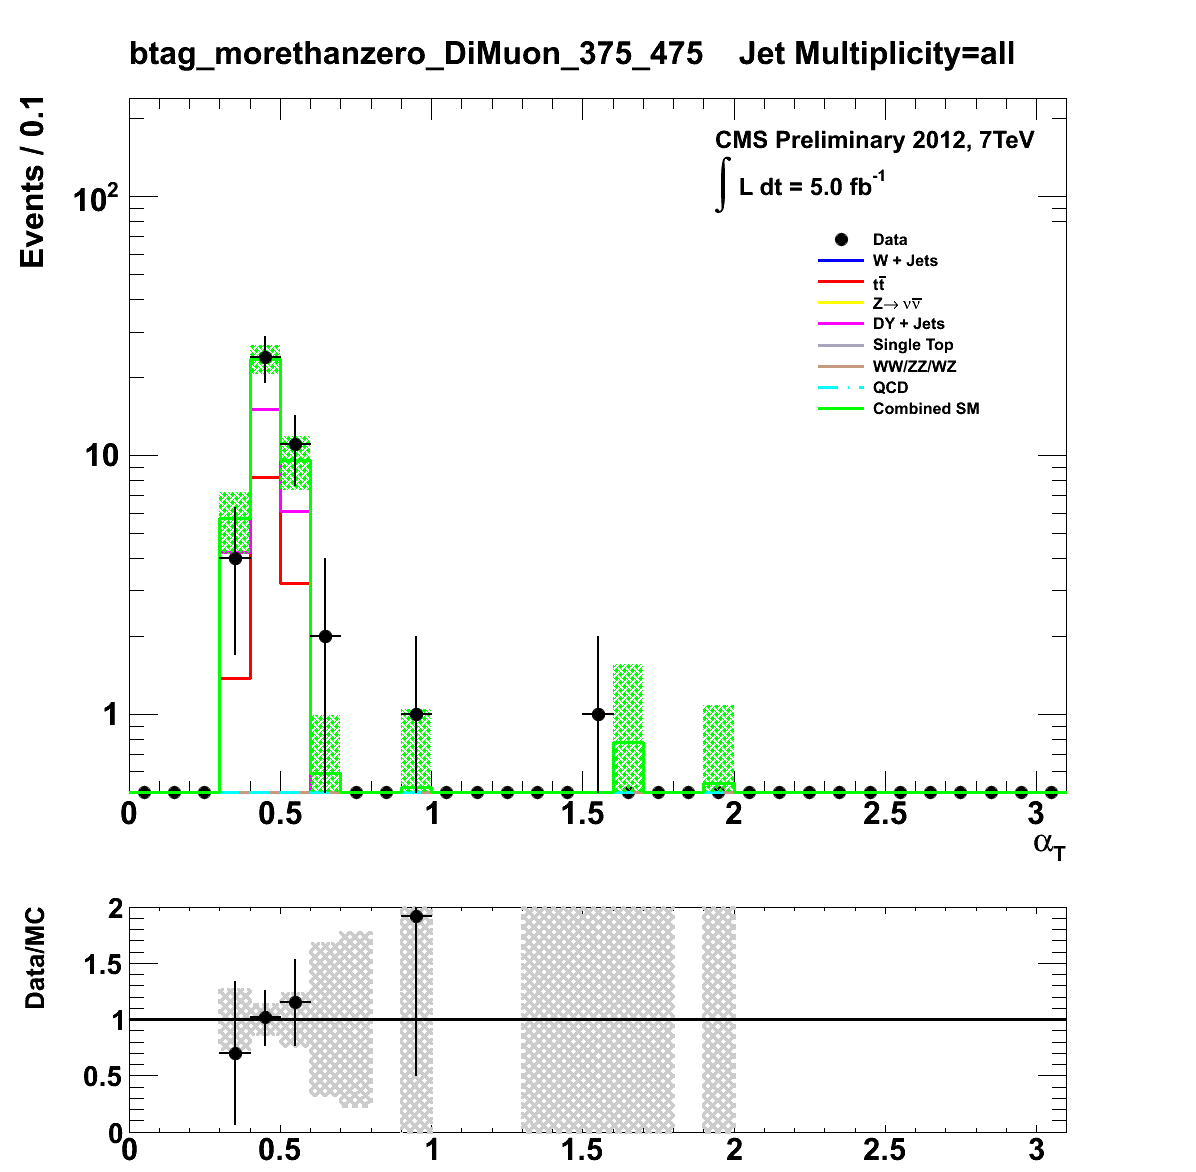 btag_morethanzero_DiMuon_375_475 Jet Multiplicity=all
Events / 0.1
CMS Preliminary 2012, 7TeV
∫ L dt = 5.0 fb⁻¹
Data
W + Jets
tt̅
Z→ νν̅
DY + Jets
Single Top
WW/ZZ/WZ
QCD
Combined SM
10²
10
1
0 0.5 1 1.5 2 2.5 3
α_T
Data/MC
2
1.5
1
0.5
0
0 0.5 1 1.5 2 2.5 3